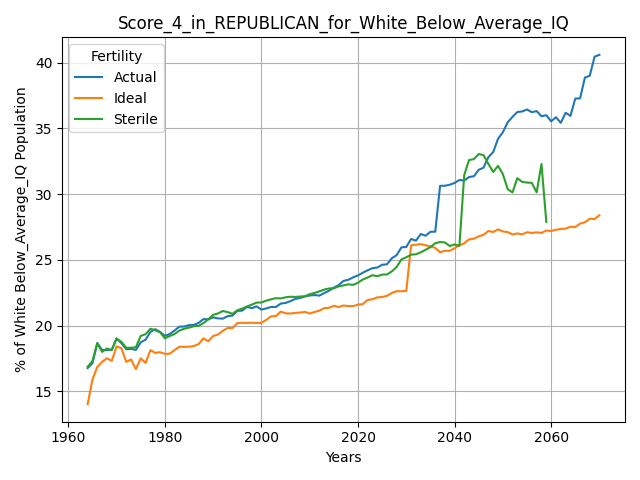 Score_4_in_REPUBLICAN_for_White_Below_Average_IQ
% of White Below_Average_IQ Population
40
35
30
25
20
15
Fertility
Actual
Ideal
Sterile
1960
1980
2000
2020
2040
2060
Years